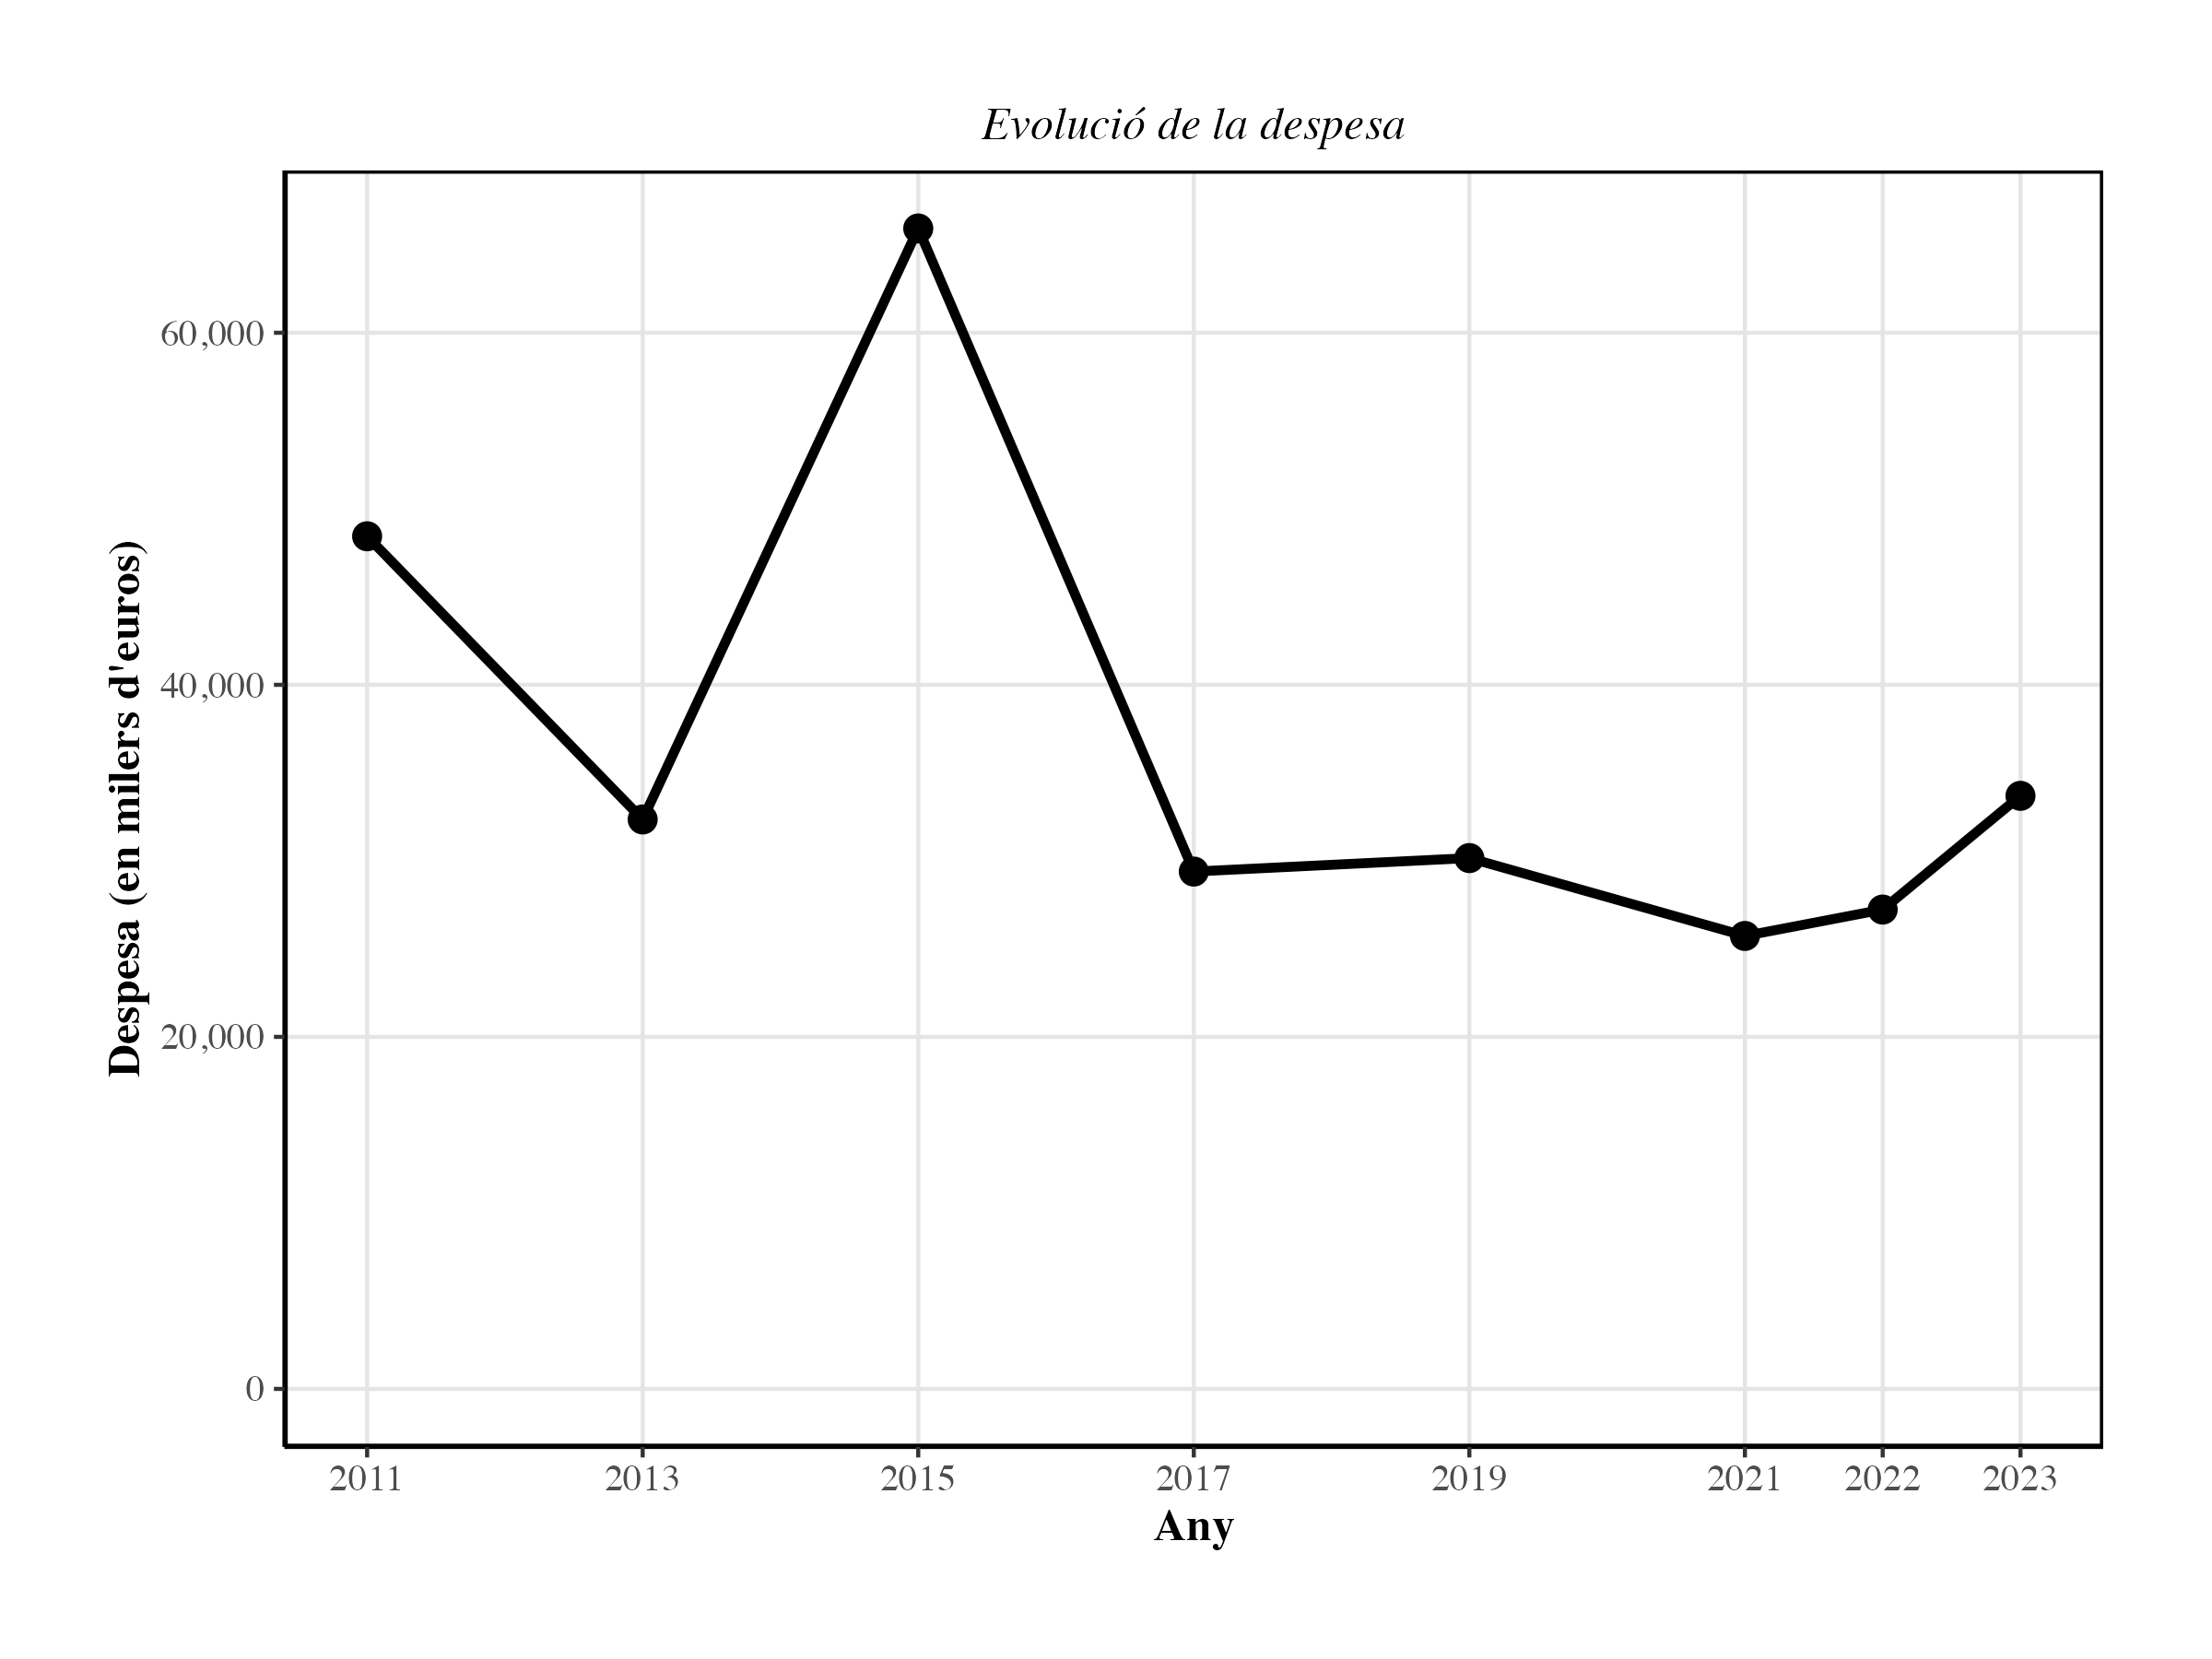 Evolució de la despesa
Despesa (en milers d'euros)
60,000
40,000
20,000
0
2011 2013 2015 2017 2019 2021 2022 2023
Any